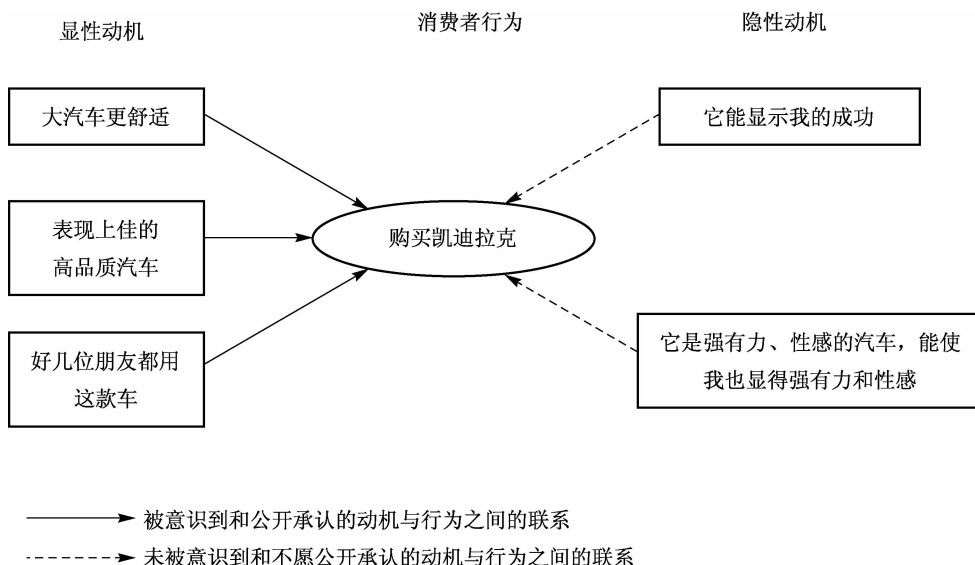 显性动机
消费者行为
隐性动机
大汽车更舒适
它能显示我的成功
表现上佳的
高品质汽车
购买凯迪拉克
好几位朋友都用
这款车
它是强有力、性感的汽车，能使
我也显得强有力和性感
被意识到和公开承认的动机与行为之间的联系
未被意识到和不愿公开承认的动机与行为之间的联系